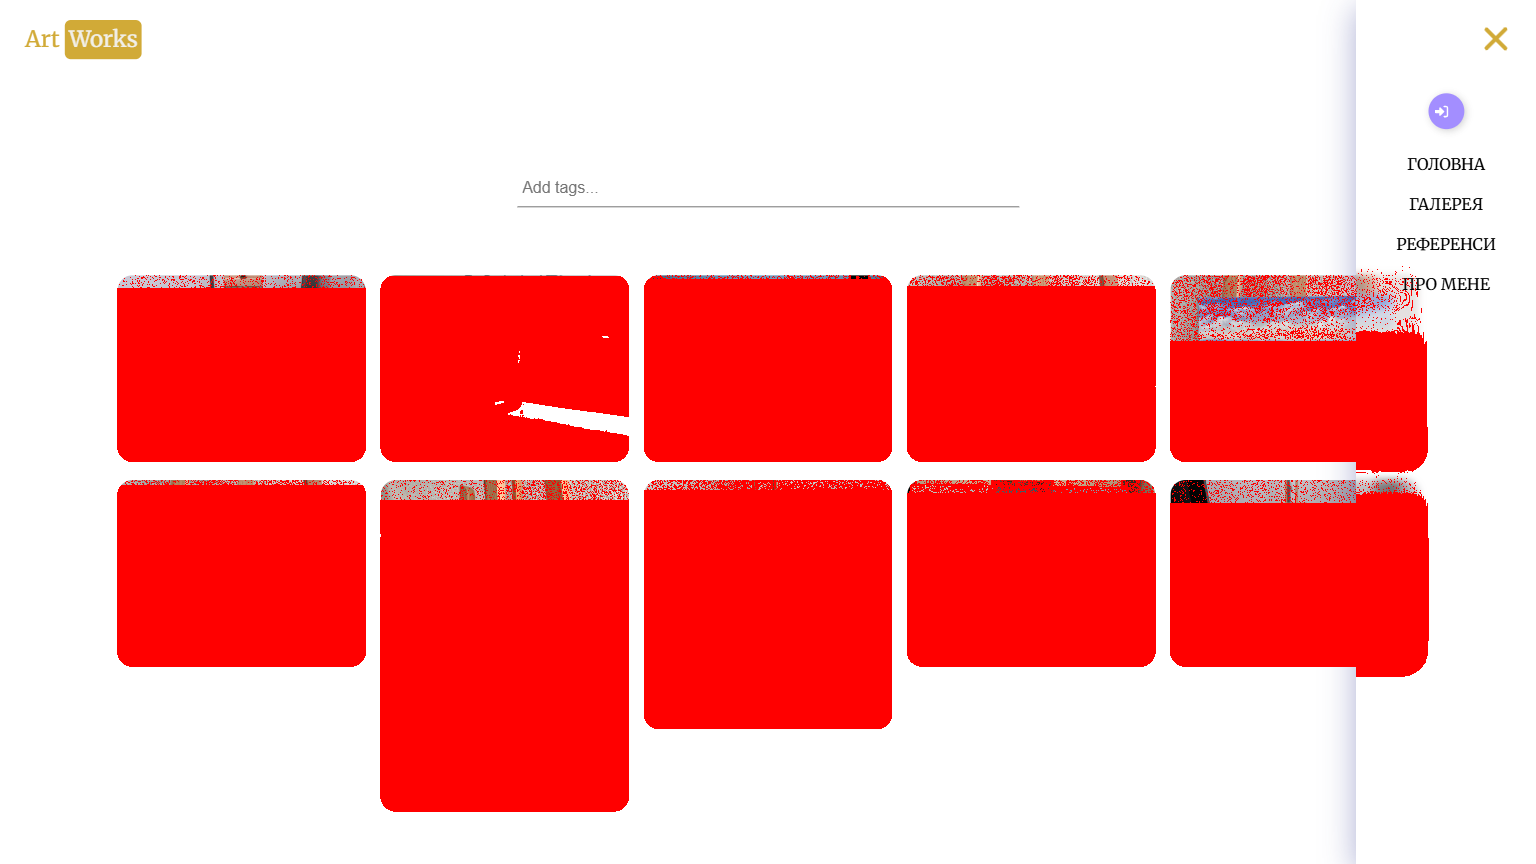 Art Works
Add tags...
ГОЛОВНА
ГАЛЕРЕЯ
РЕФЕРЕНСИ
ПРО МЕНЕ